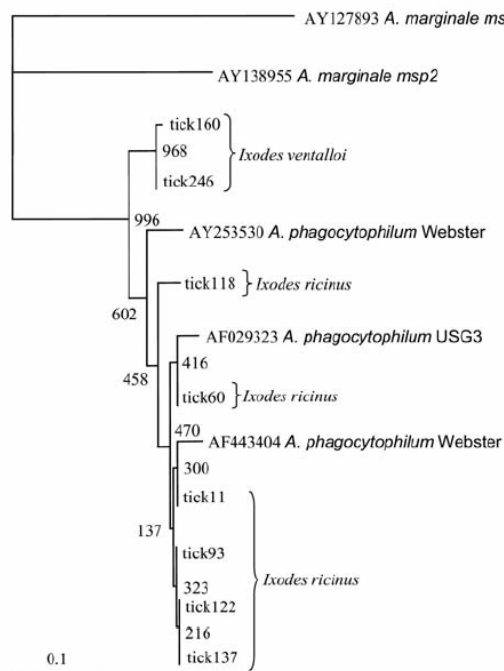 AY127893 A. marginale ms
AY138955 A. marginale msp2
tick160
968
Ixodes ventalloi
tick246
996
AY253530 A. phagocytophilum Webster
tick118
Ixodes ricinus
602
AF029323 A. phagocytophilum USG3
416
458
tick60
Ixodes ricinus
470
AF443404 A. phagocytophilum Webster
300
tick11
137
tick93
Ixodes ricinus
323
tick122
216
tick137
0.1